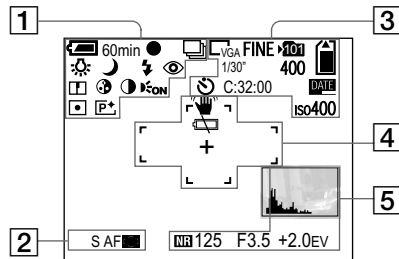 1
3
60min VGA FINE 101
1/30" 400
C:32:00 DATE
ON
P+
ISO400
4
5
2
S AF
NR 125 F3.5 +2.0EV